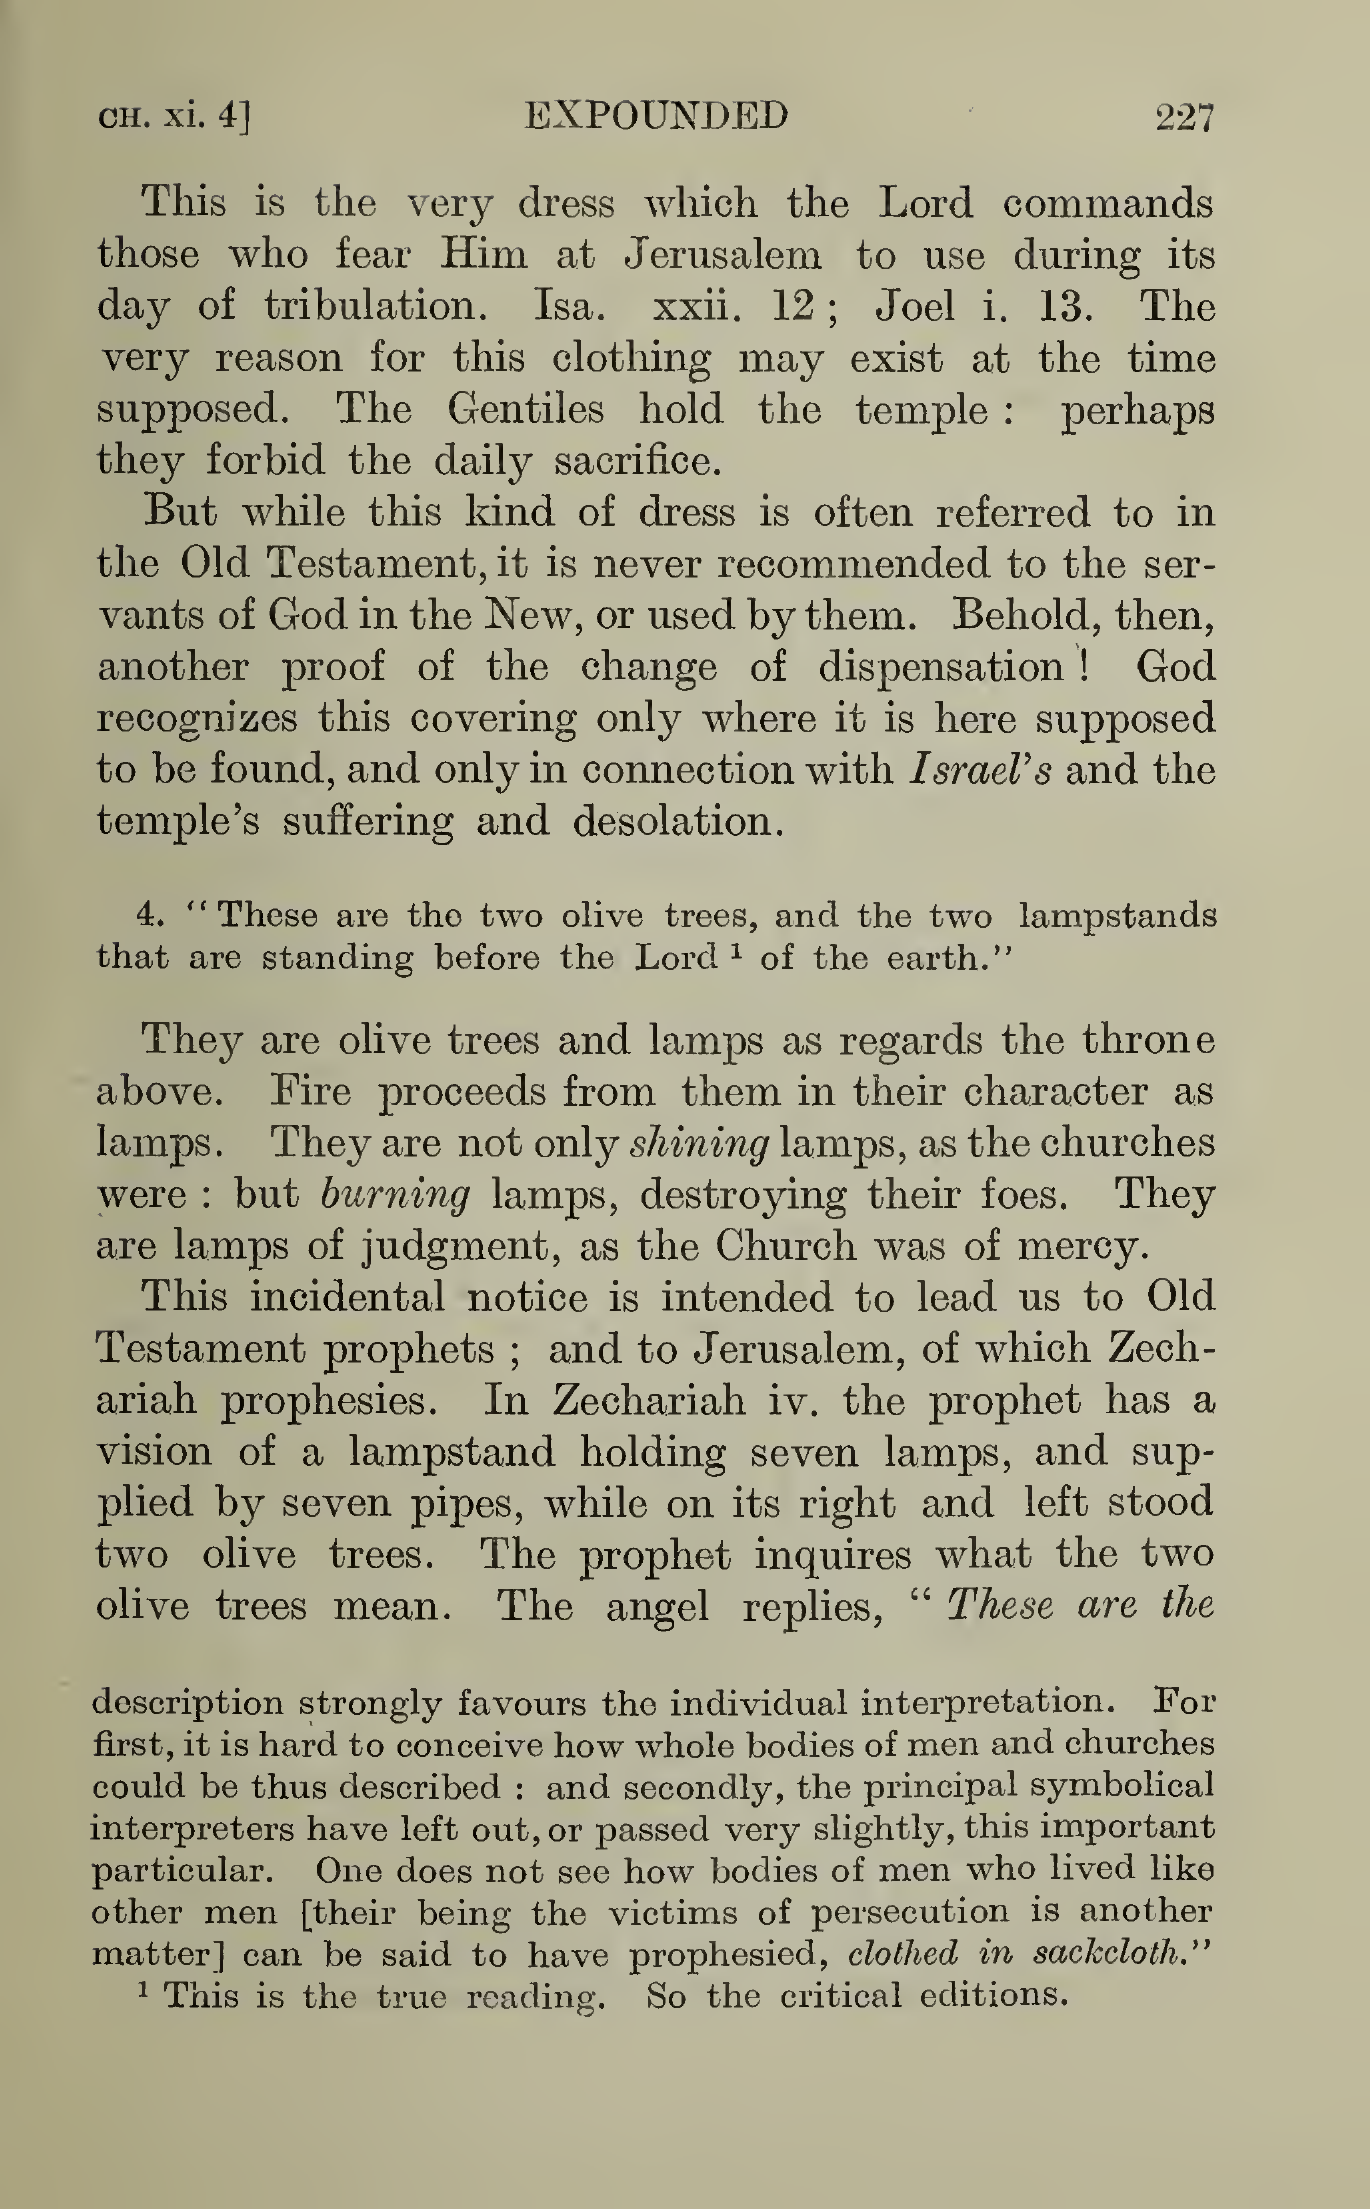 CH. xi. 4] EXPOUNDED 227
This is the very dress which the Lord commands
those who fear Him at Jerusalem to use during its
day of tribulation. Isa. xxii. 12 ; Joel i. 13. The
very reason for this clothing may exist at the time
supposed. The Gentiles hold the temple : perhaps
they forbid the daily sacrifice.
But while this kind of dress is often referred to in
the Old Testament, it is never recommended to the ser-
vants of God in the New, or used by them. Behold, then,
another proof of the change of dispensation ! God
recognizes this covering only where it is here supposed
to be found, and only in connection with Israel's and the
temple's suffering and desolation.
4. " These are the two olive trees, and the two lampstands
that are standing before the Lord ¹ of the earth."
They are olive trees and lamps as regards the throne
above. Fire proceeds from them in their character as
lamps. They are not only shining lamps, as the churches
were : but burning lamps, destroying their foes. They
are lamps of judgment, as the Church was of mercy.
This incidental notice is intended to lead us to Old
Testament prophets ; and to Jerusalem, of which Zech-
ariah prophesies. In Zechariah iv. the prophet has a
vision of a lampstand holding seven lamps, and sup-
plied by seven pipes, while on its right and left stood
two olive trees. The prophet inquires what the two
olive trees mean. The angel replies, " These are the
description strongly favours the individual interpretation. For
first, it is hard to conceive how whole bodies of men and churches
could be thus described : and secondly, the principal symbolical
interpreters have left out, or passed very slightly, this important
particular. One does not see how bodies of men who lived like
other men [their being the victims of persecution is another
matter] can be said to have prophesied, clothed in sackcloth."
¹ This is the true reading. So the critical editions.